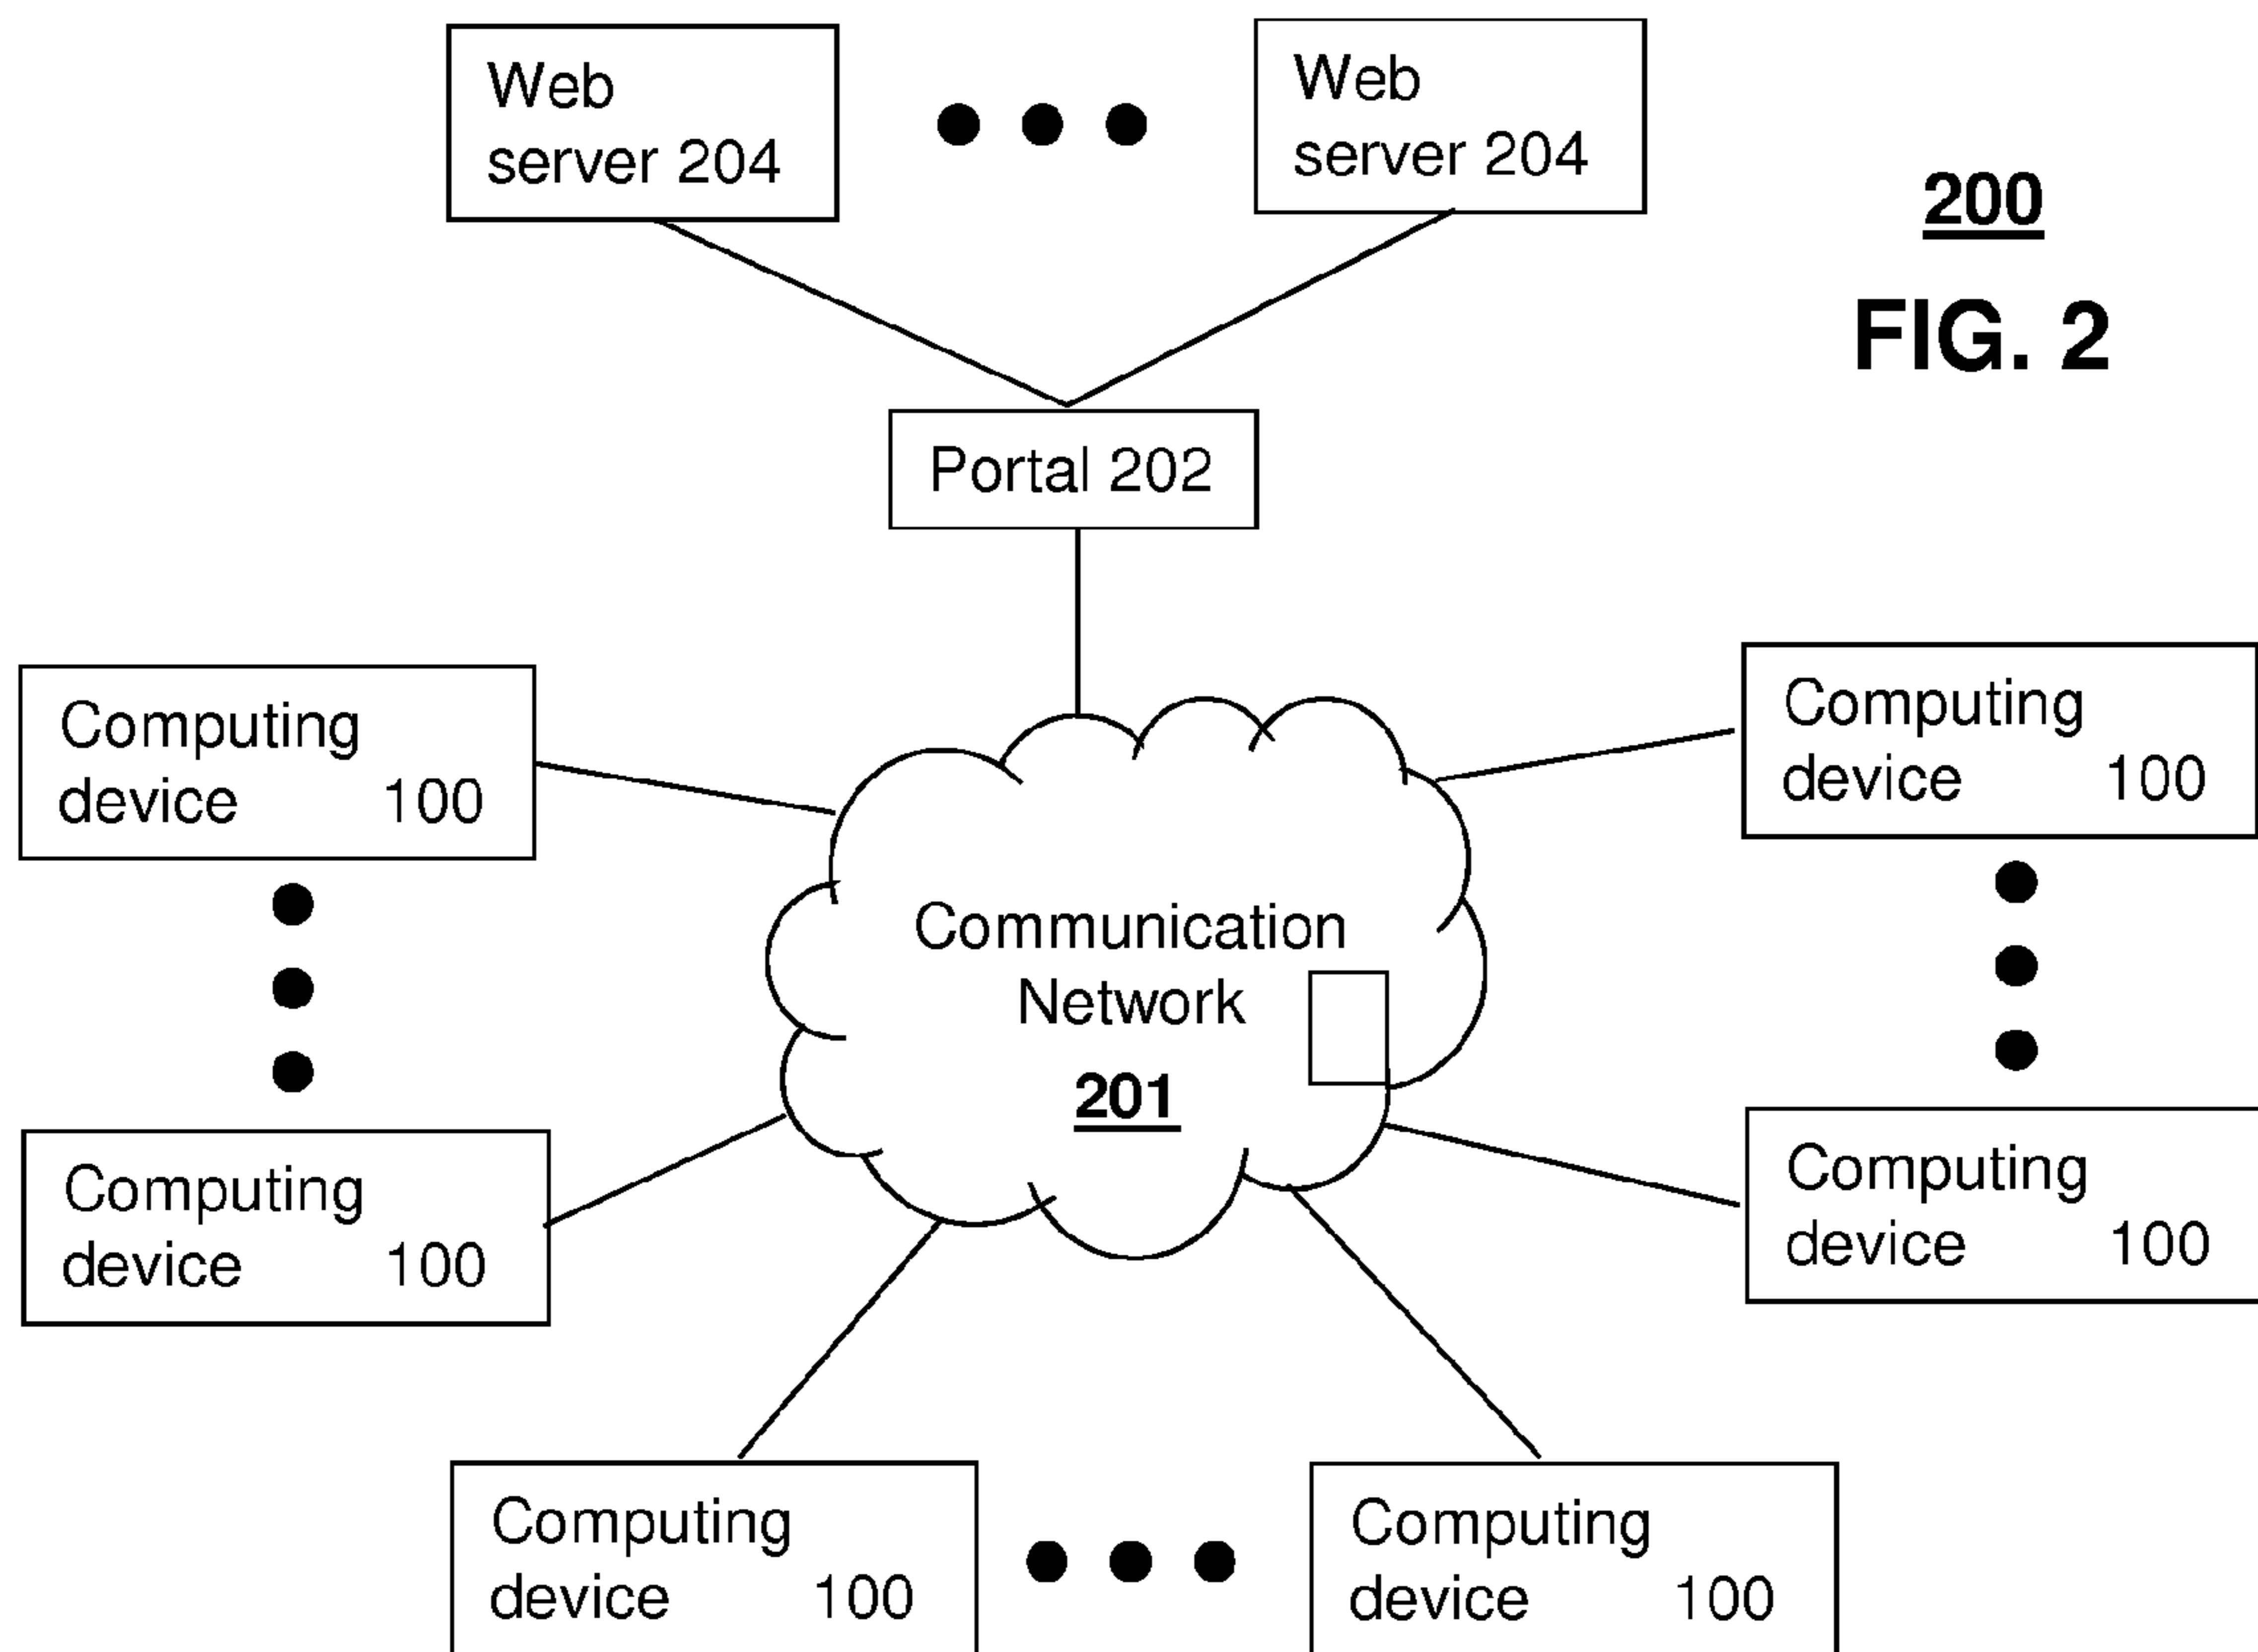 Web
server 204
Web
server 204
200
FIG. 2
Portal 202
Computing
device 100
Computing
device 100
Communication
Network
201
Computing
device 100
Computing
device 100
Computing
device 100
Computing
device 100